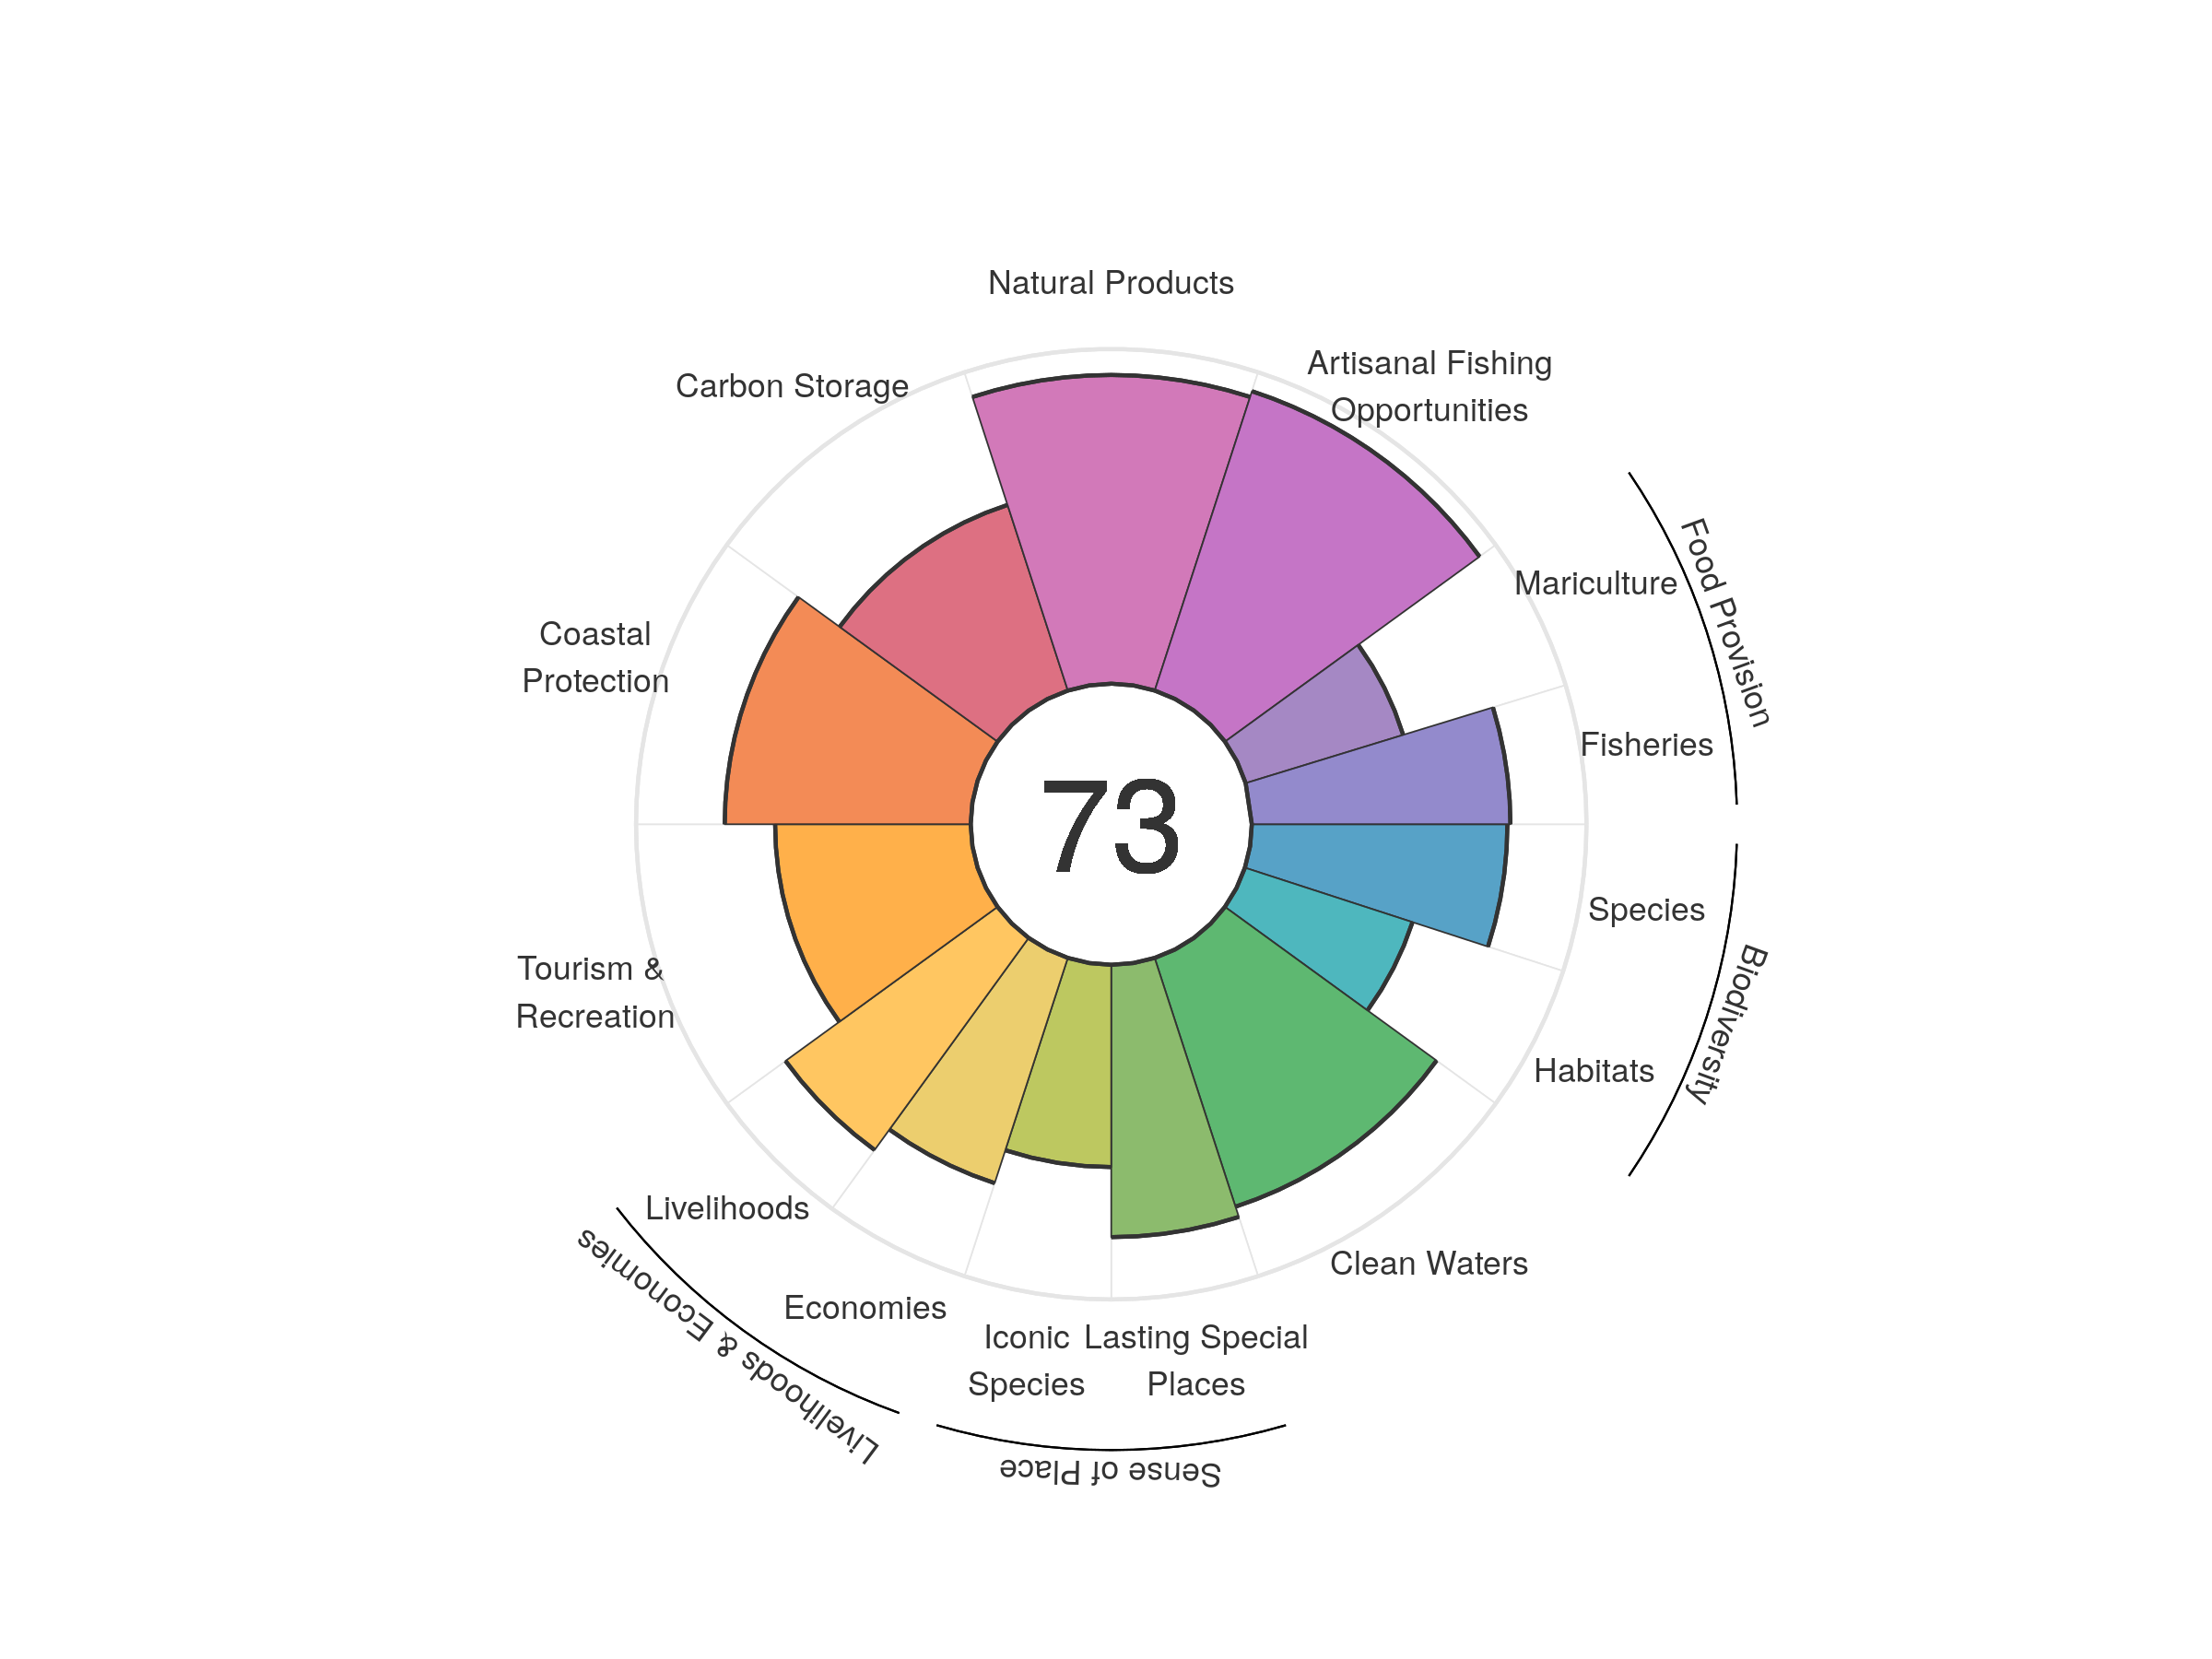 Natural Products
Artisanal Fishing
Opportunities
Carbon Storage
Mariculture
Food Provision
Coastal
Protection
Fisheries
73
Species
Biodiversity
Tourism &
Recreation
Habitats
Livelihoods
Clean Waters
Economies
Livelihoods & Economies
Iconic
Species
Lasting Special
Places
Sense of Place